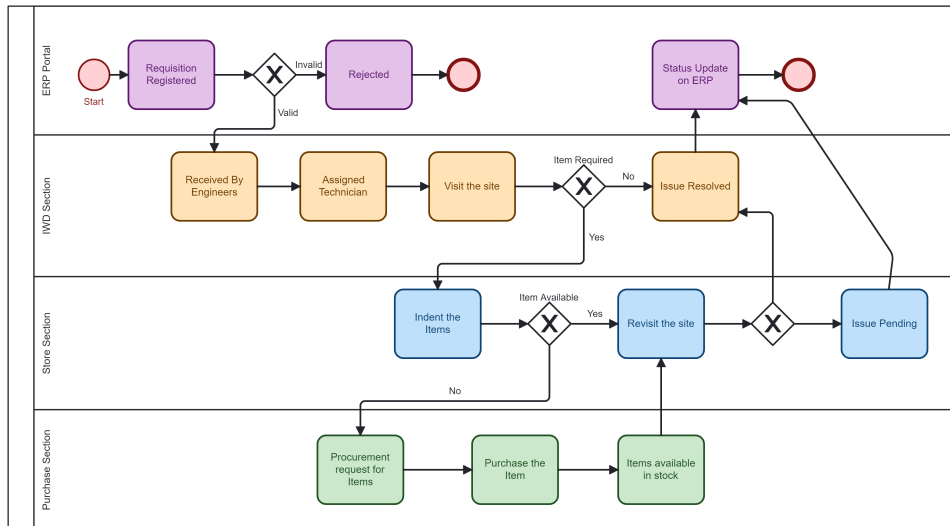 ERP Portal
Start
Requisition
Registered
Invalid
Valid
Rejected
Status Update
on ERP
IWD Section
Received By
Engineers
Assigned
Technician
Visit the site
Item Required
No
Yes
Issue Resolved
Store Section
Indent the
Items
Item Available
Yes
No
Revisit the site
Issue Pending
Purchase Section
Procurement
request for
Items
Purchase the
Item
Items available
in stock